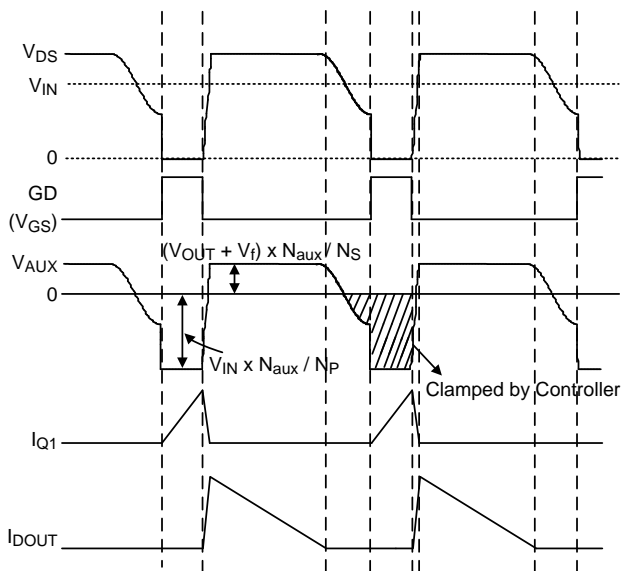 VDS
VIN
0
GD
(VGS)
(VOUT + Vf) x Naux / NS
VAUX
0
VIN x Naux / NP
Clamped by Controller
IQ1
IDOUT